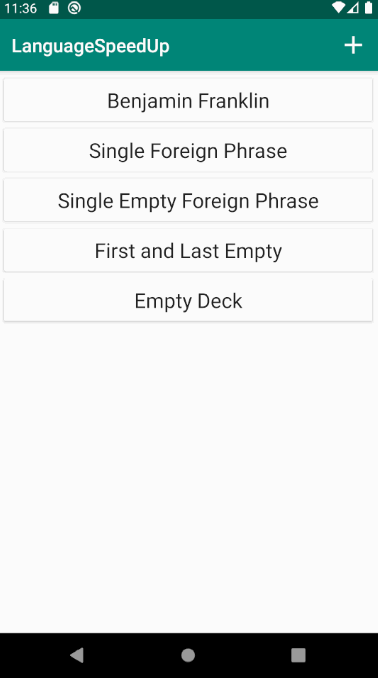 11:36
LanguageSpeedUp
Benjamin Franklin
Single Foreign Phrase
Single Empty Foreign Phrase
First and Last Empty
Empty Deck